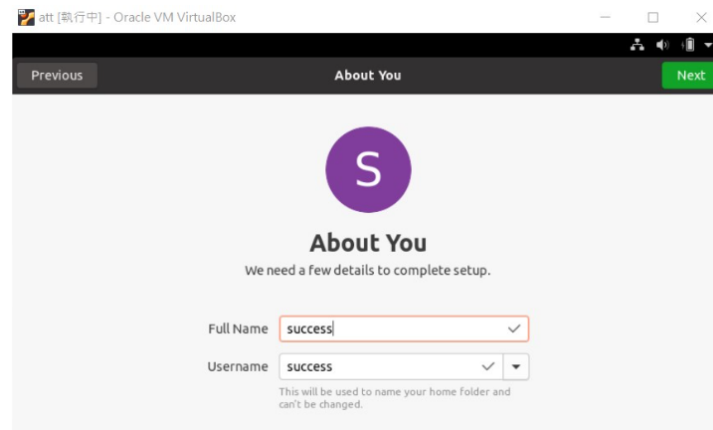 att [執行中] - Oracle VM VirtualBox
Previous
About You
Next
S
About You
We need a few details to complete setup.
Full Name success
Username success
This will be used to name your home folder and
can't be changed.